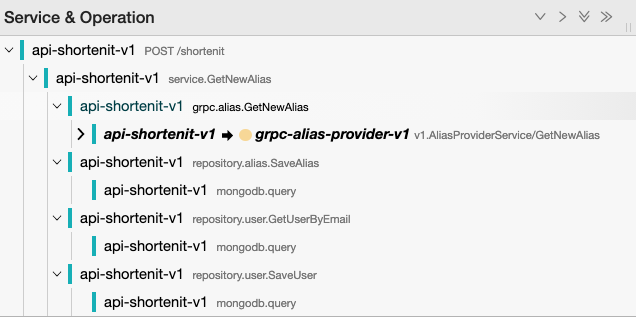 Service & Operation
api-shortenit-v1 POST /shortenit
api-shortenit-v1 service.GetNewAlias
api-shortenit-v1 grpc.alias.GetNewAlias
api-shortenit-v1 ➡ grpc-alias-provider-v1 v1.AliasProviderService/GetNewAlias
api-shortenit-v1 repository.alias.SaveAlias
api-shortenit-v1 mongodb.query
api-shortenit-v1 repository.user.GetUserByEmail
api-shortenit-v1 mongodb.query
api-shortenit-v1 repository.user.SaveUser
api-shortenit-v1 mongodb.query